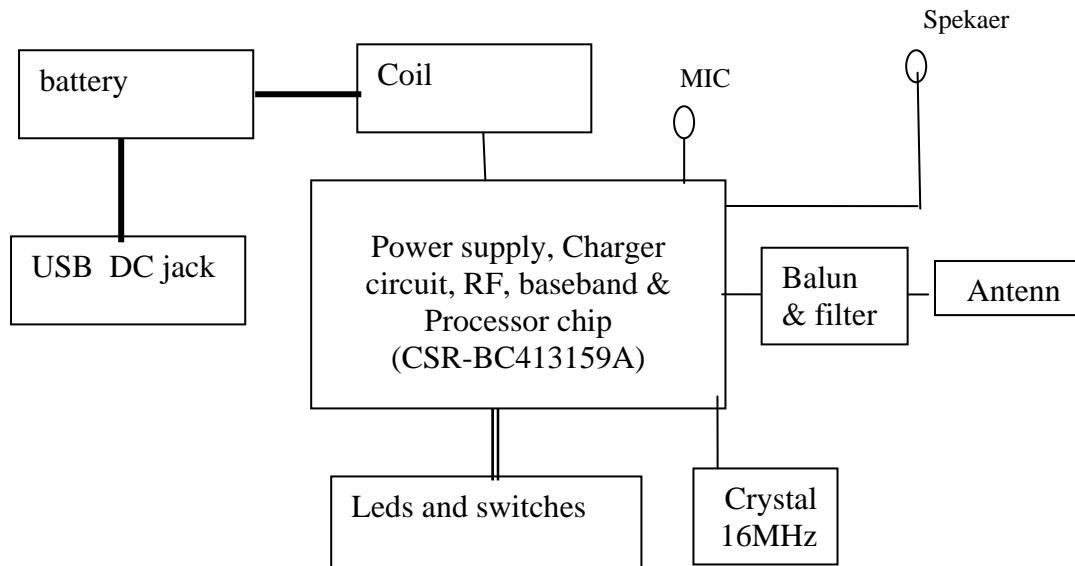 Spekaer
MIC
battery
Coil
USB DC jack
Power supply, Charger
circuit, RF, baseband &
Processor chip
(CSR-BC413159A)
Balun
& filter
Antenn
Leds and switches
Crystal
16MHz